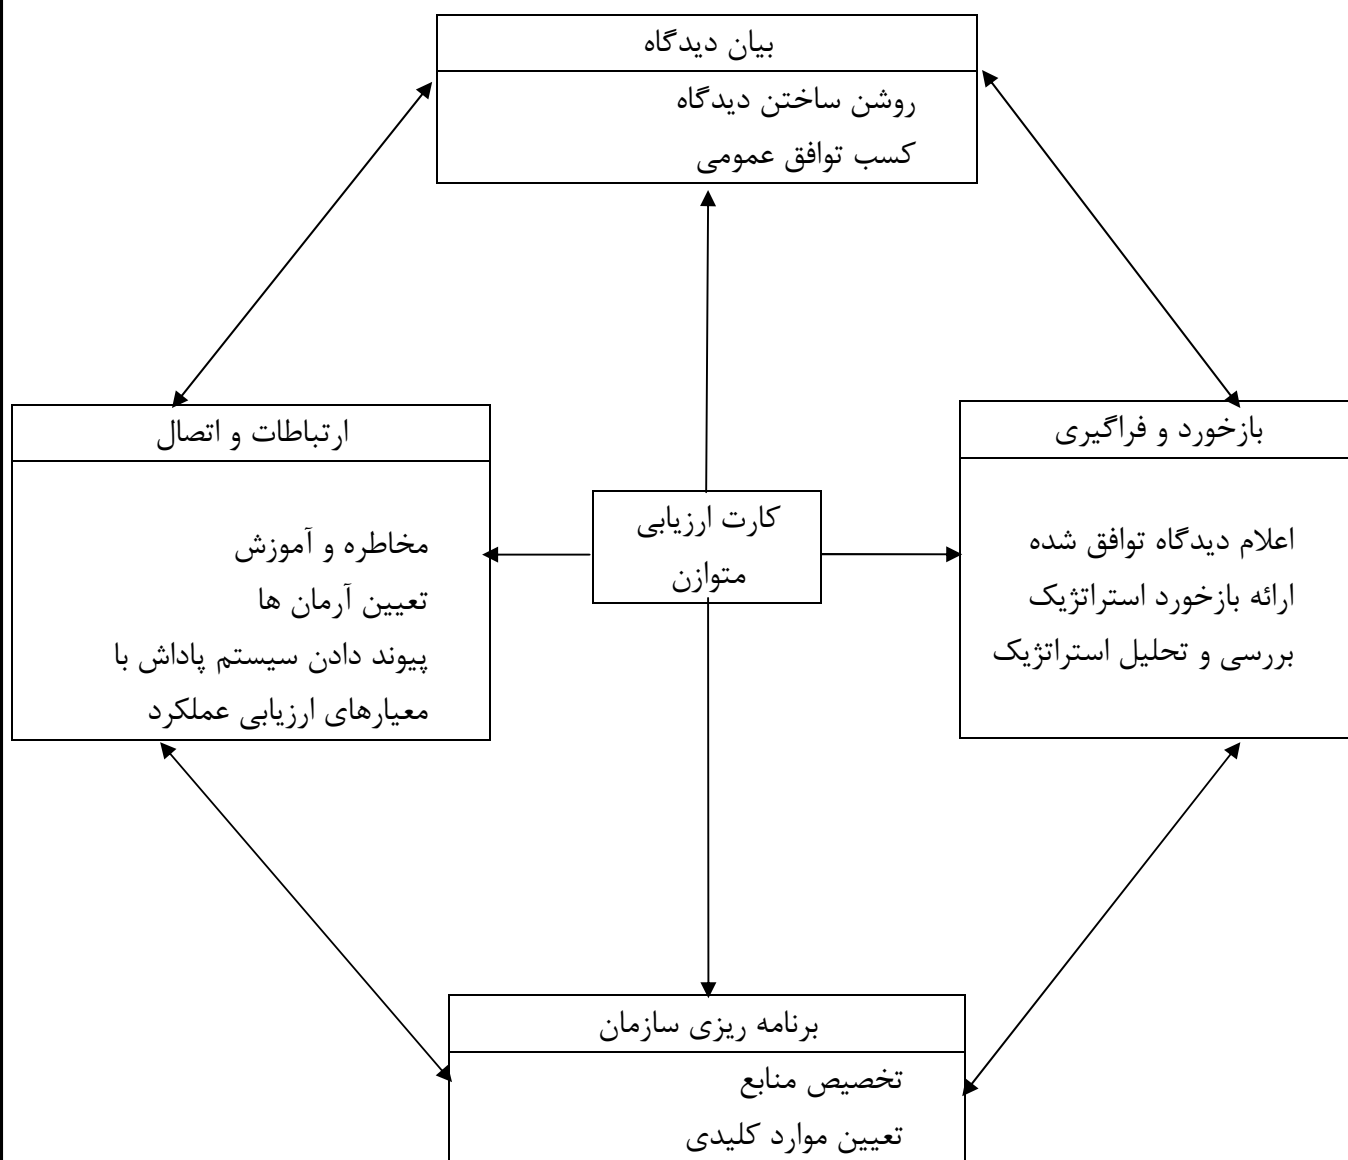 بیان دیدگاه
روشن ساختن دیدگاه
کسب توافق عمومی
بازخورد و فراگیری
اعلام دیدگاه توافق شده
ارائه بازخورد استراتژیک
بررسی و تحلیل استراتژیک
کارت ارزیابی
متوازن
ارتباطات و اتصال
مخاطره و آموزش
تعیین آرمان ها
پیوند دادن سیستم پاداش با
معیارهای ارزیابی عملکرد
برنامه ریزی سازمان
تخصیص منابع
تعیین موارد کلیدی